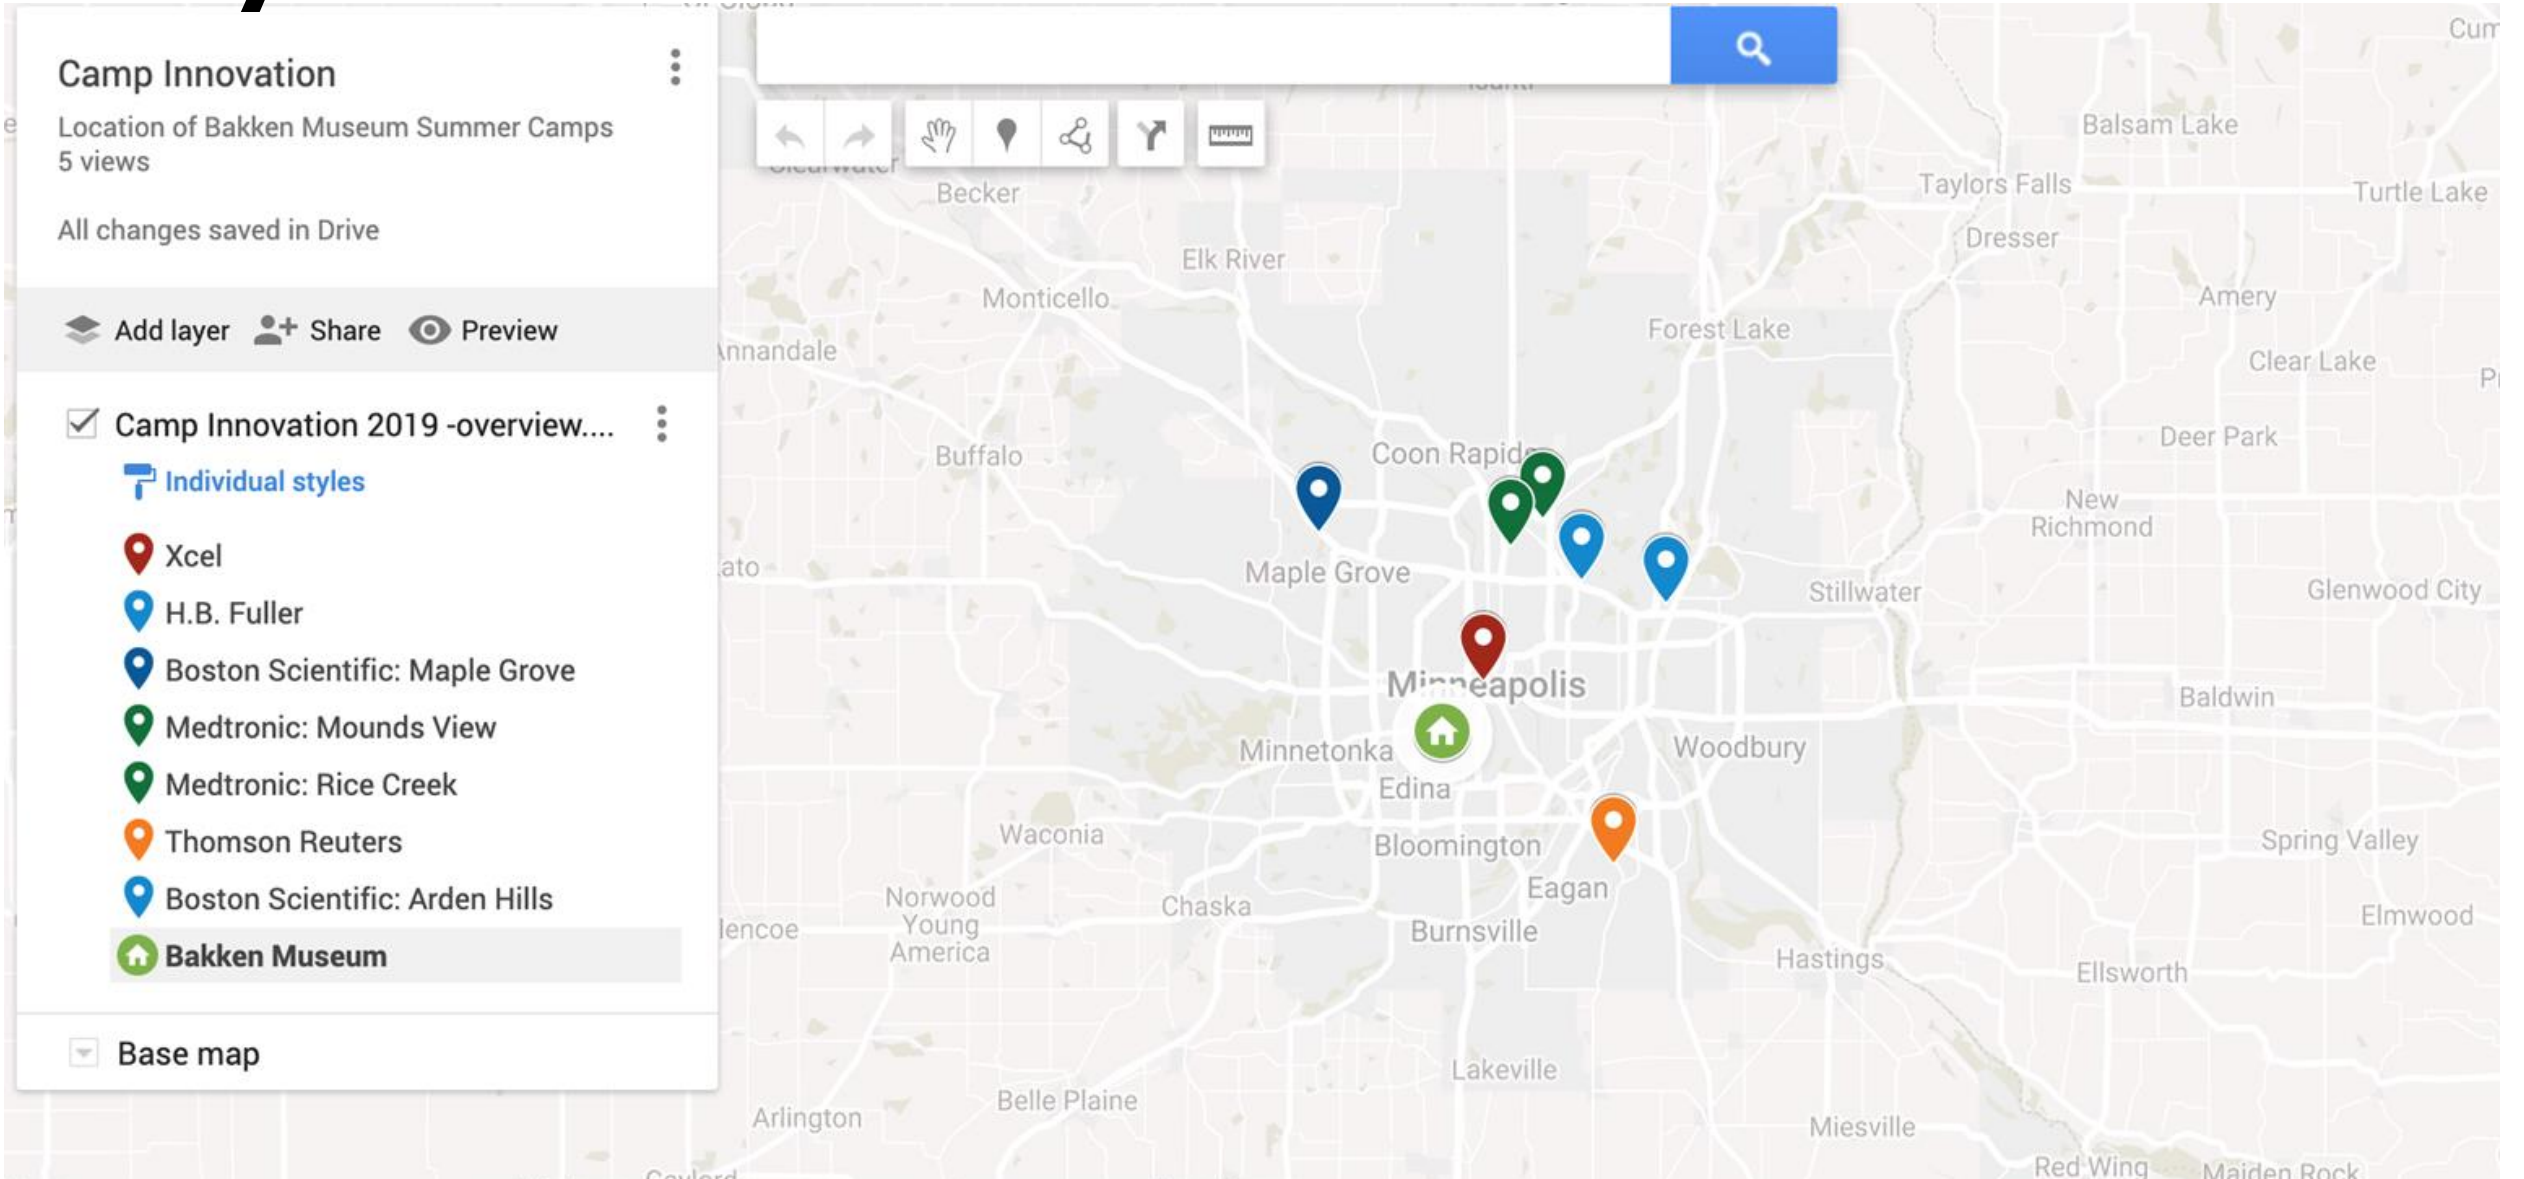 Camp Innovation
Location of Bakken Museum Summer Camps
5 views
All changes saved in Drive
Add layer
Share
Preview
Camp Innovation 2019 -overview....
Individual styles
Xcel
H.B. Fuller
Boston Scientific: Maple Grove
Medtronic: Mounds View
Medtronic: Rice Creek
Thomson Reuters
Boston Scientific: Arden Hills
Bakken Museum
Base map
Becker
Balsam Lake
Taylors Falls
Turtle Lake
Dresser
Elk River
Monticello
Amery
Forest Lake
Annandale
Clear Lake
Deer Park
Coon Rapids
Buffalo
New
Richmond
Maple Grove
Stillwater
Glenwood City
Minneapolis
Baldwin
Minnetonka
Woodbury
Edina
Waconia
Bloomington
Spring Valley
Eagan
Norwood
Young
America
Chaska
Elmwood
Burnsville
Hastings
Ellsworth
Lakeville
Belle Plaine
Arlington
Miesville
Red Wing
Maiden Rock